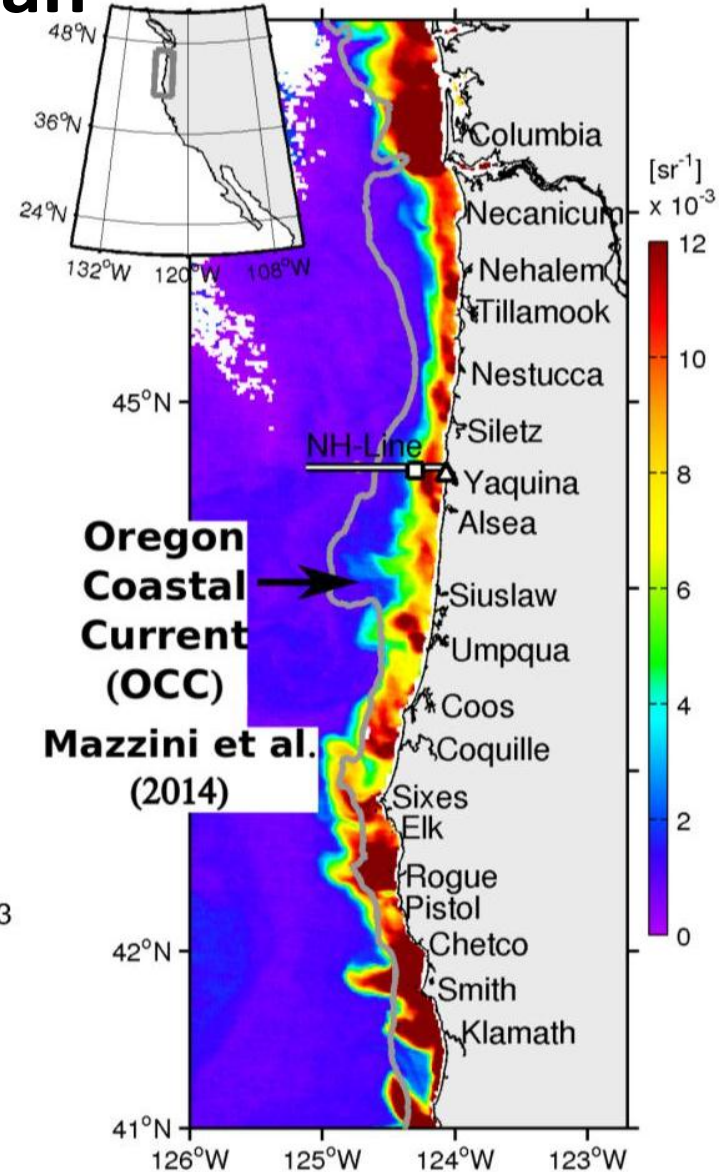 48°N
36°N
24°N
132°W 120°W 108°W
Columbia
[sr⁻¹]
x 10⁻³
Necanicum
12
Nehalem
Tillamook
10
Nestucca
45°N
Siletz
NH-Line
8
Yaquina
Alsea
Oregon
Coastal
Current
(OCC)
6
Siuslaw
Umpqua
4
Coos
Mazzini et al.
(2014)
Coquille
Sixes
2
Elk
Rogue
Pistol
3
0
42°N
Chetco
Smith
Klamath
41°N
126°W 125°W 124°W 123°W